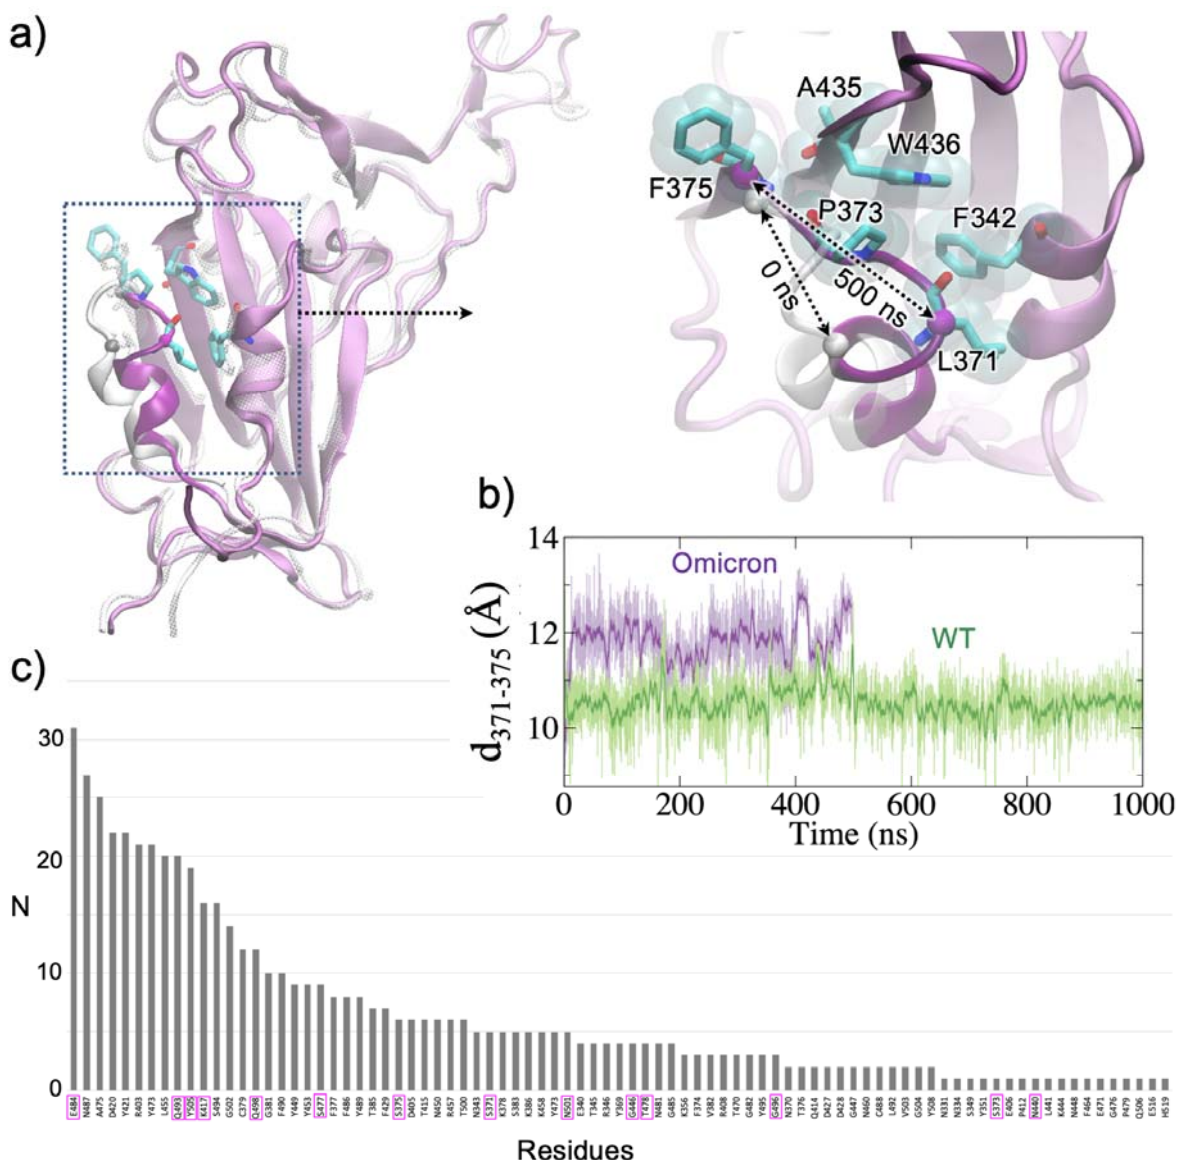 a)
A435
W436
F375
P373
F342
0 ns
500 ns
L371
b)
14
12
10
d371-375 (Å)
Omicron
WT
0
200
400
600
800
1000
Time (ns)
c)
30
20
N
10
0
E484
N487
A475
D420
Y421
R403
Y473
L455
Q493
Y505
K417
S494
G502
C379
Q498
G381
F490
Y449
Y453
S477
F377
F486
Y489
T385
F429
S375
D405
T415
N450
R457
T500
N343
S371
K378
S383
K386
K458
Y473
N501
E340
T345
R346
Y369
G446
T478
N481
G485
K356
F374
V382
R408
T470
G482
Y495
G496
N370
T376
Q414
D427
D428
G447
N460
C488
L492
V503
G504
Y508
N331
N334
S349
Y351
S373
E406
P412
N440
L441
K444
N448
F464
E471
G476
P479
Q506
E516
H519
Residues